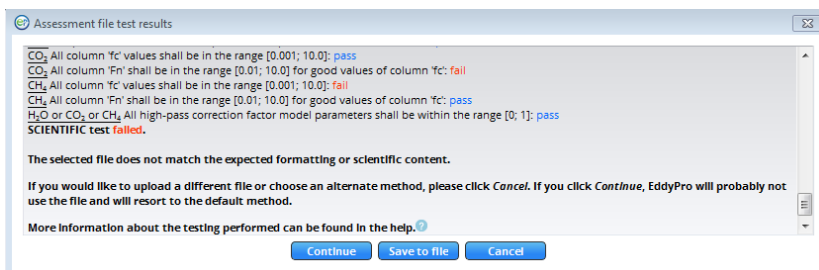 Assessment file test results
CO₂ All column 'fc' values shall be in the range [0.001; 10.0]: pass
CO₂ All column 'Fn' shall be in the range [0.01; 10.0] for good values of column 'fc': fail
CH₄ All column 'fc' values shall be in the range [0.001; 10.0]: fail
CH₄ All column 'Fn' shall be in the range [0.01; 10.0] for good values of column 'fc': pass
H₂O or CO₂ or CH₄ All high-pass correction factor model parameters shall be within the range [0; 1]: pass
SCIENTIFIC test failed.
The selected file does not match the expected formatting or scientific content.
If you would like to upload a different file or choose an alternate method, please click Cancel. If you click Continue, EddyPro will probably not
use the file and will resort to the default method.
More information about the testing performed can be found in the help.?
Continue Save to file Cancel